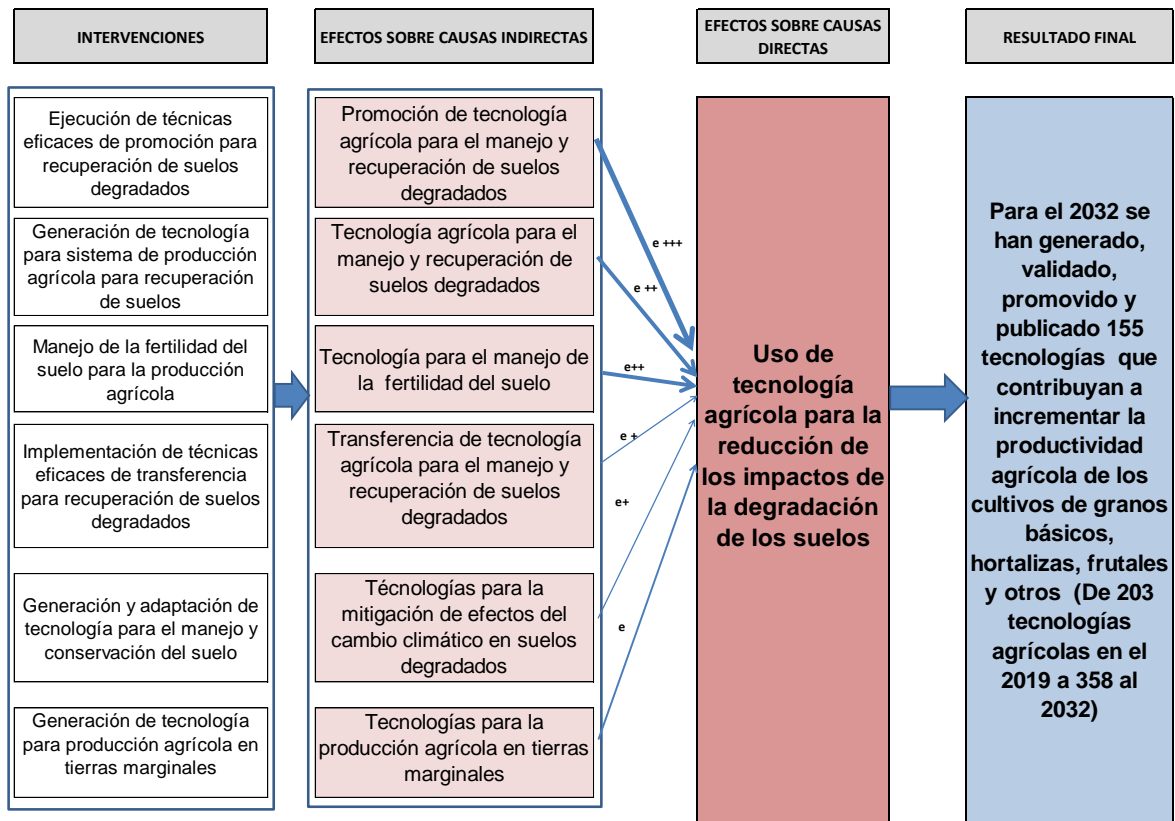 INTERVENCIONES
EFECTOS SOBRE CAUSAS INDIRECTAS
EFECTOS SOBRE CAUSAS
DIRECTAS
RESULTADO FINAL
Ejecución de técnicas
eficaces de promoción para
recuperación de suelos
degradados
Generación de tecnología
para sistema de producción
agrícola para recuperación
de suelos
Manejo de la fertilidad del
suelo para la producción
agrícola
Implementación de técnicas
eficaces de transferencia
para recuperación de suelos
degradados
Generación y adaptación de
tecnología para el manejo y
conservación del suelo
Generación de tecnología
para producción agrícola en
tierras marginales
Promoción de tecnología
agrícola para el manejo y
recuperación de suelos
degradados
Tecnología agrícola para el
manejo y recuperación de
suelos degradados
Tecnología para el manejo de
la fertilidad del suelo
Transferencia de tecnología
agrícola para el manejo y
recuperación de suelos
degradados
Técnologías para la
mitigación de efectos del
cambio climático en suelos
degradados
Tecnologías para la
producción agrícola en tierras
marginales
e +++
e ++
e++
e +
e+
e
Uso de
tecnología
agrícola para la
reducción de
los impactos de
la degradación
de los suelos
Para el 2032 se
han generado,
validado,
promovido y
publicado 155
tecnologías que
contribuyan a
incrementar la
productividad
agrícola de los
cultivos de granos
básicos,
hortalizas, frutales
y otros (De 203
tecnologías
agrícolas en el
2019 a 358 al
2032)